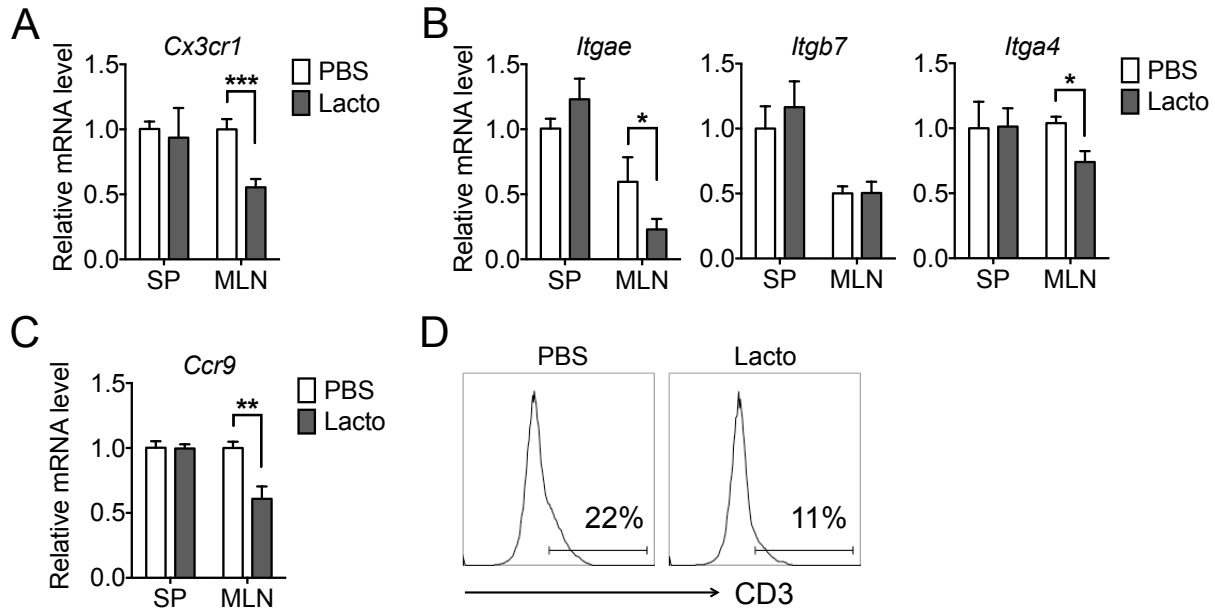 A
Cx3cr1
Relative mRNA level
1.5
1.0
0.5
0.0
SP MLN
***
PBS
Lacto
B
Itgae
Relative mRNA level
1.5
1.0
0.5
0.0
SP MLN
*
Itgb7
1.5
1.0
0.5
0.0
SP MLN
Itga4
1.5
1.0
0.5
0.0
SP MLN
*
PBS
Lacto
C
Ccr9
Relative mRNA level
1.5
1.0
0.5
0.0
SP MLN
**
PBS
Lacto
D
PBS
22%
Lacto
11%
CD3